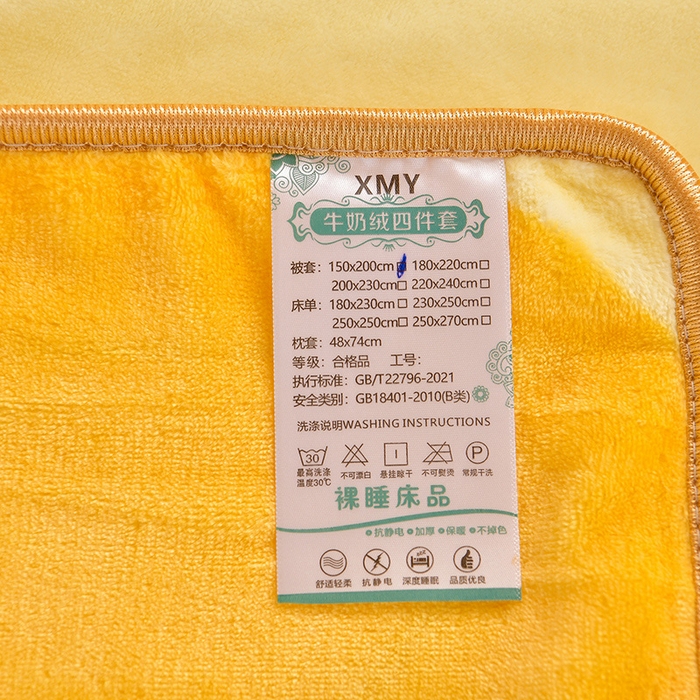 XMY
牛奶绒四件套
被套：150x200cm□ 180x220cm□
200x230cm□ 220x240cm□
床单：180x230cm□ 230x250cm□
250x250cm□ 250x270cm□
枕套：48x74cm
等级：合格品 工号：
执行标准：GB/T22796-2021
安全类别：GB18401-2010(B类)
洗涤说明WASHING INSTRUCTIONS
30 P
最高洗涤温度30℃ 不可漂白 悬挂晾干 不可熨烫 常规干洗
裸睡床品
抗静电 加厚 保暖 不掉色
舒适轻柔 抗静电 深度睡眠 品质优良